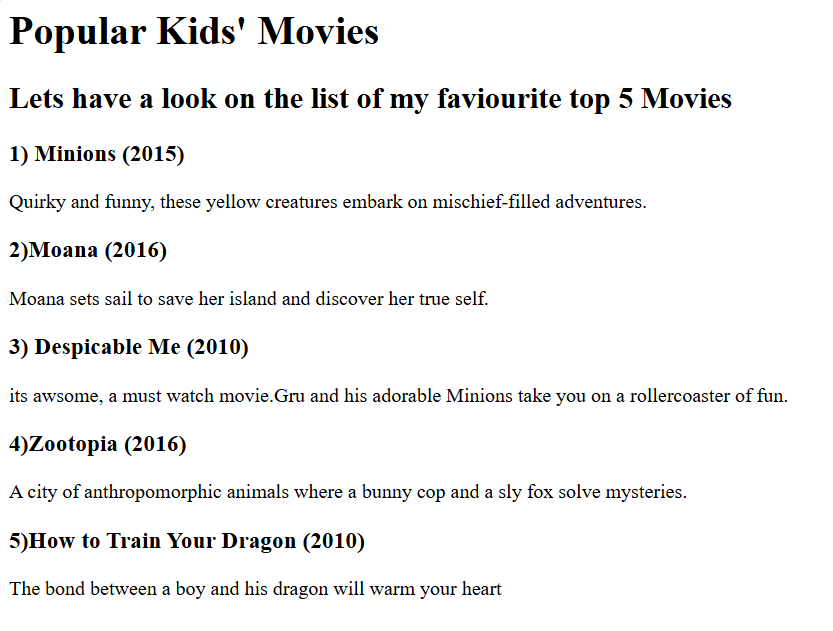 Popular Kids' Movies
Lets have a look on the list of my faviourite top 5 Movies
1) Minions (2015)
Quirky and funny, these yellow creatures embark on mischief-filled adventures.
2)Moana (2016)
Moana sets sail to save her island and discover her true self.
3) Despicable Me (2010)
its awsome, a must watch movie.Gru and his adorable Minions take you on a rollercoaster of fun.
4)Zootopia (2016)
A city of anthropomorphic animals where a bunny cop and a sly fox solve mysteries.
5)How to Train Your Dragon (2010)
The bond between a boy and his dragon will warm your heart